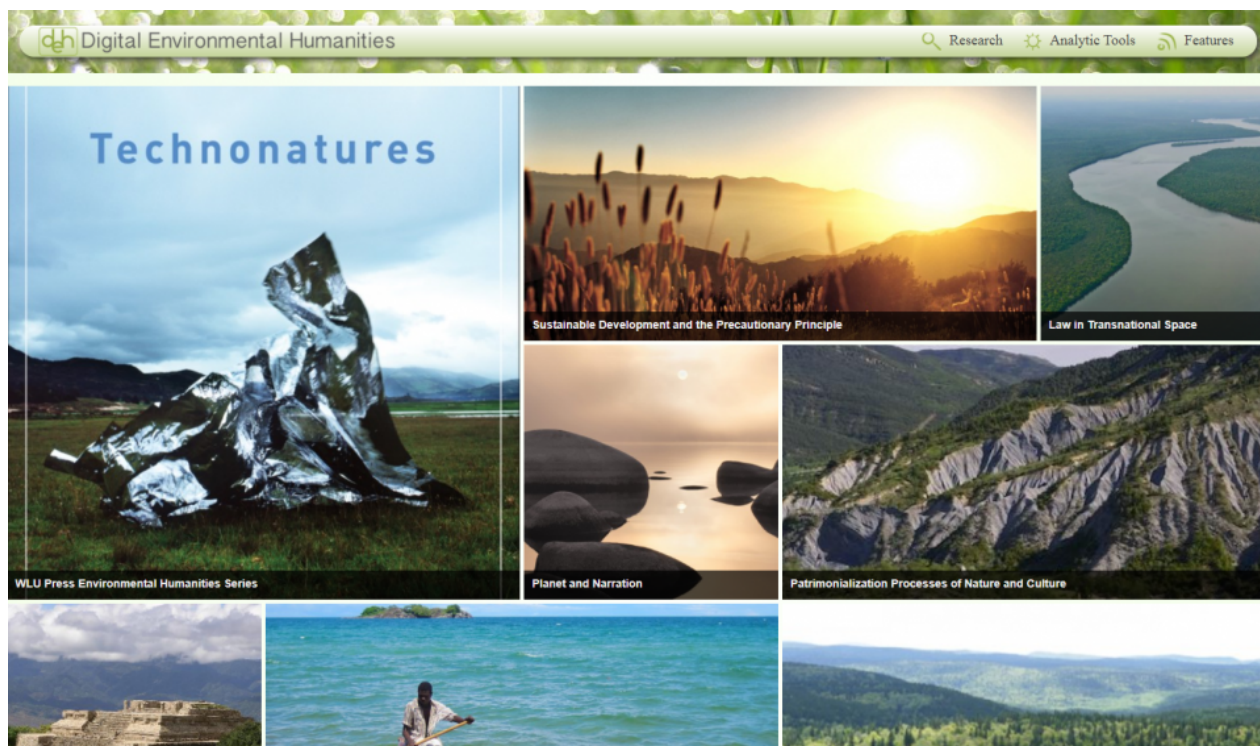 deh Digital Environmental Humanities
Research
Analytic Tools
Features
Technonatures
WLU Press Environmental Humanities Series
Sustainable Development and the Precautionary Principle
Law in Transnational Space
Planet and Narration
Patrimonialization Processes of Nature and Culture